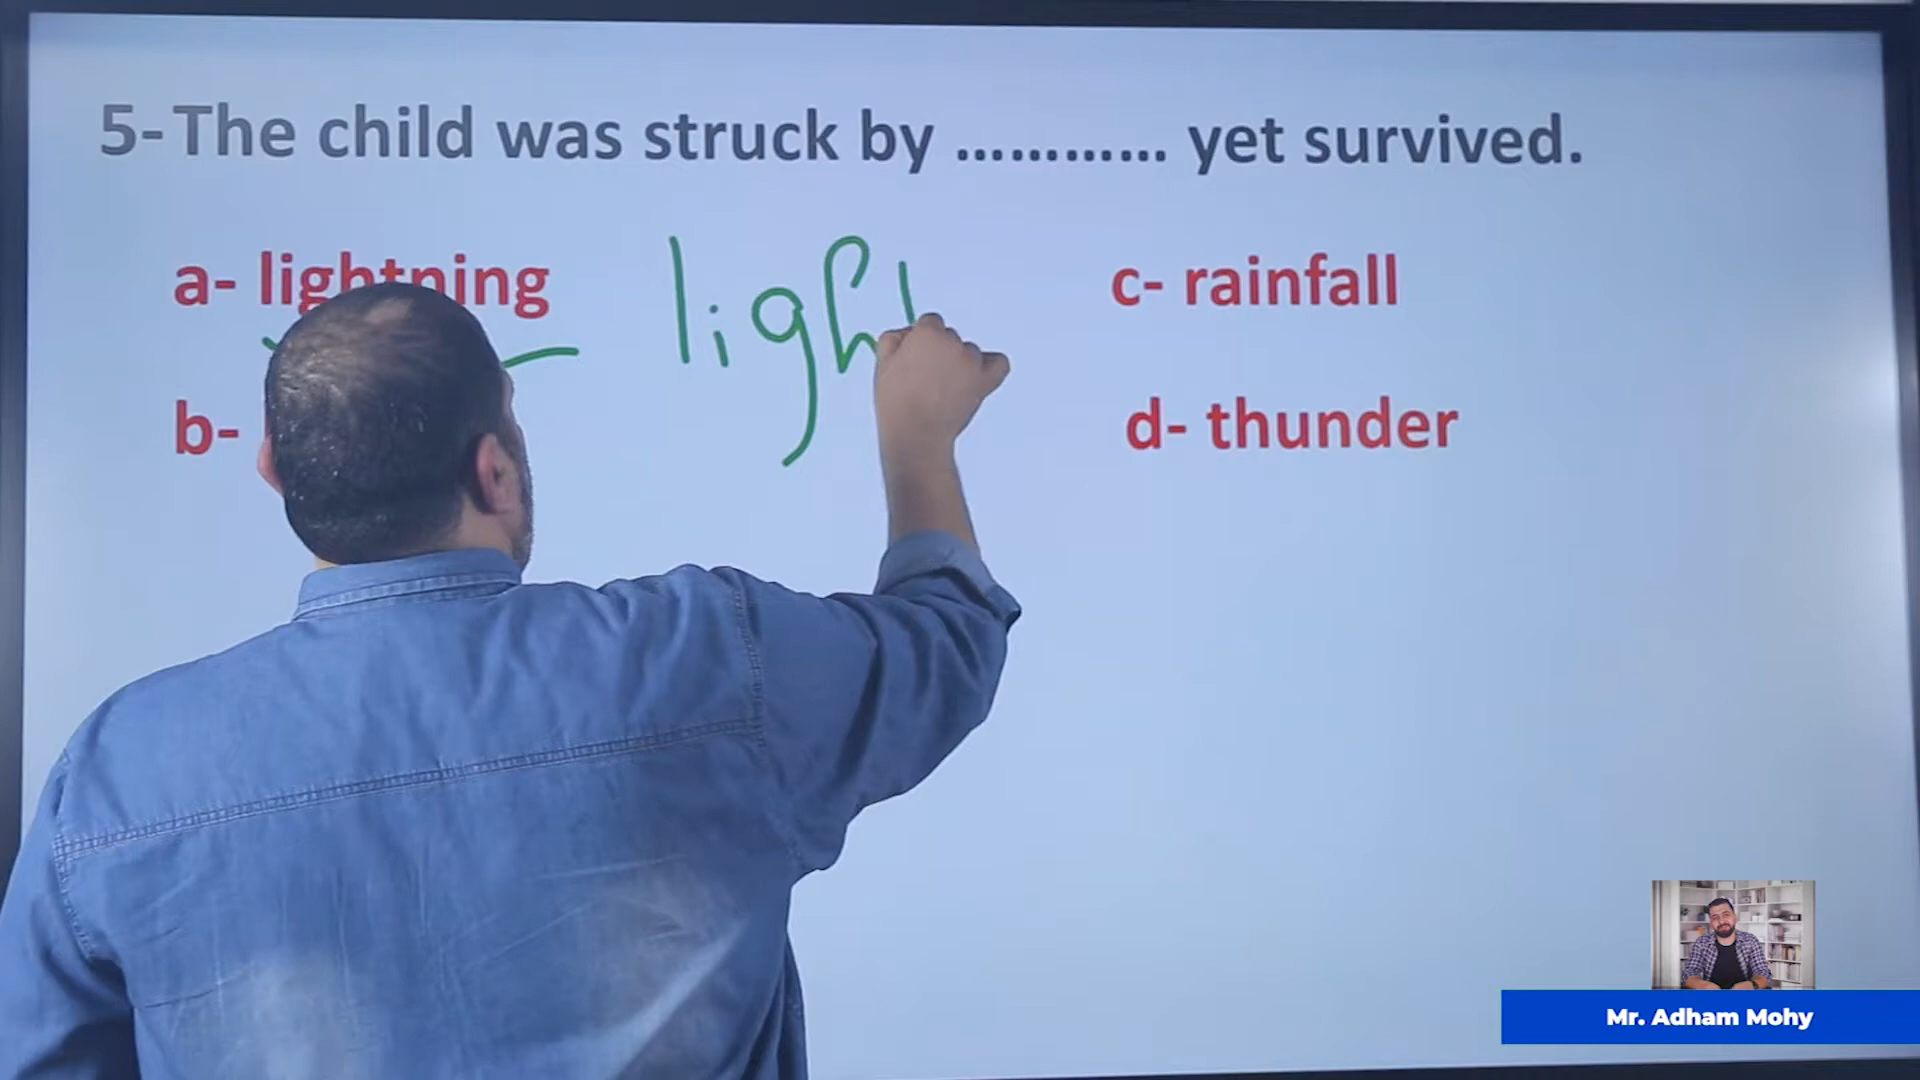 5- The child was struck by ............ yet survived.
a- lightning
light
c- rainfall
b-
d- thunder
Mr. Adham Mohy